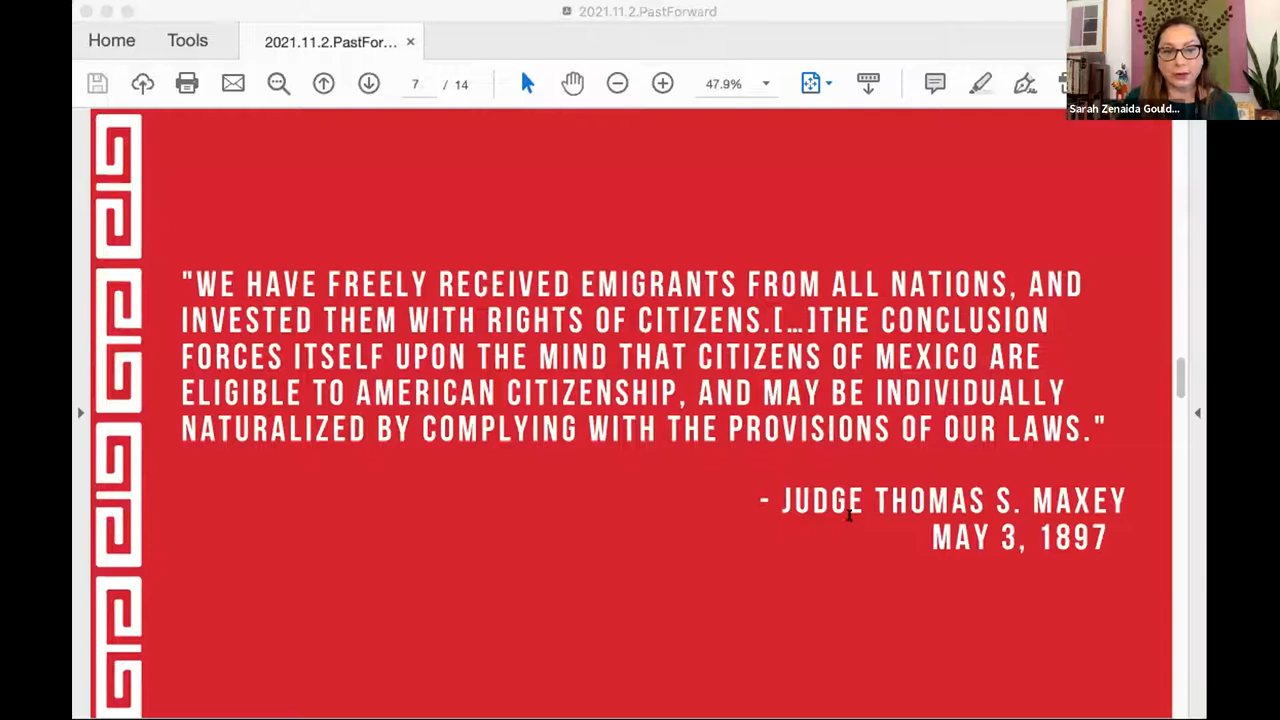 2021.11.2.PastForward
Home
Tools
2021.11.2.PastFor... ×
7 / 14
47.9%
Sarah Zenaida Gould...
"WE HAVE FREELY RECEIVED EMIGRANTS FROM ALL NATIONS, AND
INVESTED THEM WITH RIGHTS OF CITIZENS.[...]THE CONCLUSION
FORCES ITSELF UPON THE MIND THAT CITIZENS OF MEXICO ARE
ELIGIBLE TO AMERICAN CITIZENSHIP, AND MAY BE INDIVIDUALLY
NATURALIZED BY COMPLYING WITH THE PROVISIONS OF OUR LAWS."
- JUDGE THOMAS S. MAXEY
MAY 3, 1897